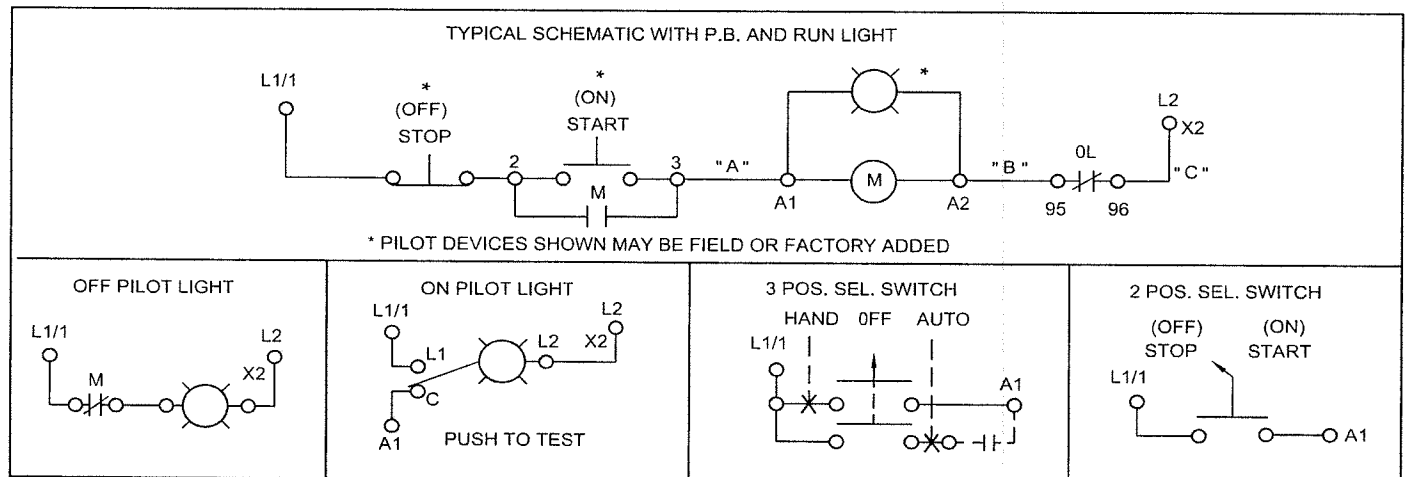 TYPICAL SCHEMATIC WITH P.B. AND RUN LIGHT
L1/1
*
(OFF)
STOP
*
(ON)
START
*
L2
X2
2
M
3
"A"
A1
M
A2
"B"
0L
95
96
"C"
* PILOT DEVICES SHOWN MAY BE FIELD OR FACTORY ADDED
OFF PILOT LIGHT
L1/1
M
X2
L2
ON PILOT LIGHT
L1/1
L1
C
A1
L2
X2
L2
PUSH TO TEST
3 POS. SEL. SWITCH
HAND 0FF AUTO
L1/1
A1
2 POS. SEL. SWITCH
(OFF) (ON)
STOP START
L1/1
A1